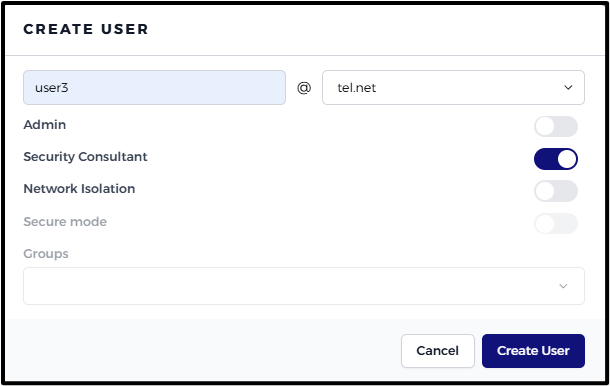 CREATE USER
user3 @ tel.net
Admin
Security Consultant
Network Isolation
Secure mode
Groups
Cancel Create User